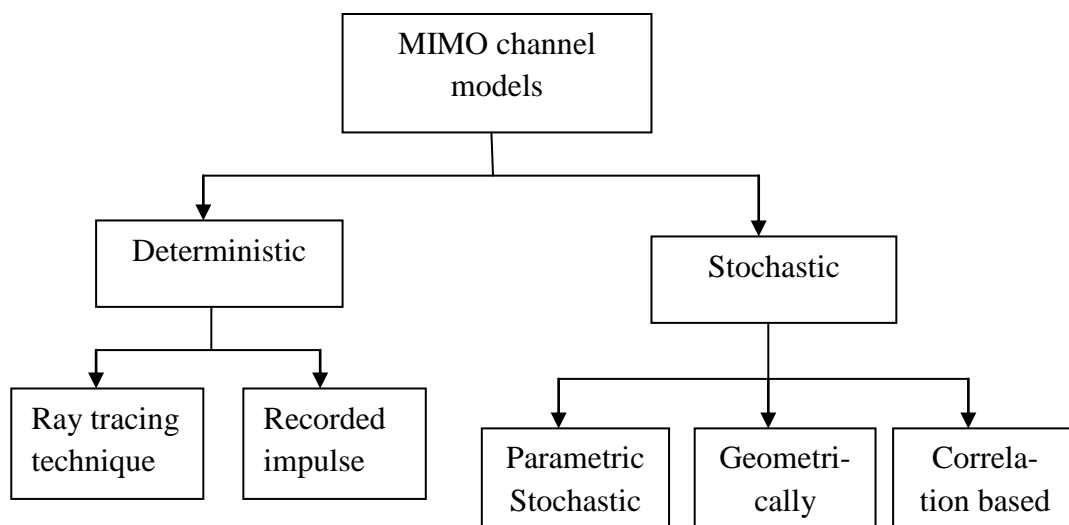 MIMO channel
models
Deterministic
Stochastic
Ray tracing
technique
Recorded
impulse
Parametric
Stochastic
Geometri-
cally
Correla-
tion based